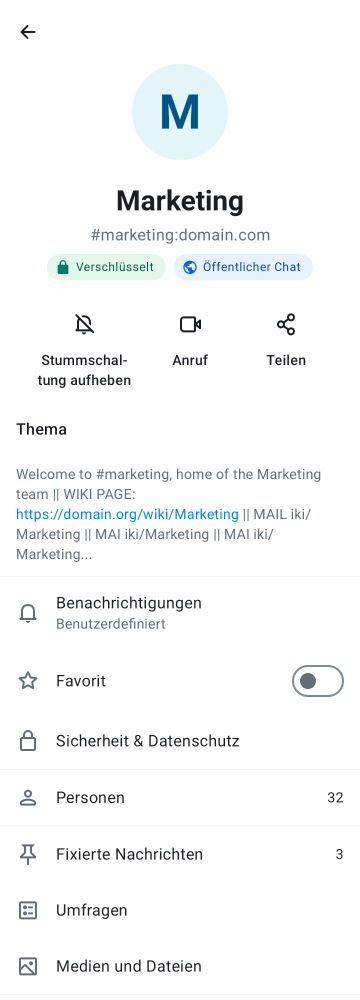 M
Marketing
#marketing:domain.com
Verschlüsselt
Öffentlicher Chat
Stummschal-
tung aufheben
Anruf
Teilen
Thema
Welcome to #marketing, home of the Marketing
team || WIKI PAGE:
https://domain.org/wiki/Marketing || MAIL iki/
Marketing || MAI iki/Marketing || MAI iki/
Marketing...
Benachrichtigungen
Benutzerdefiniert
Favorit
Sicherheit & Datenschutz
Personen 32
Fixierte Nachrichten 3
Umfragen
Medien und Dateien